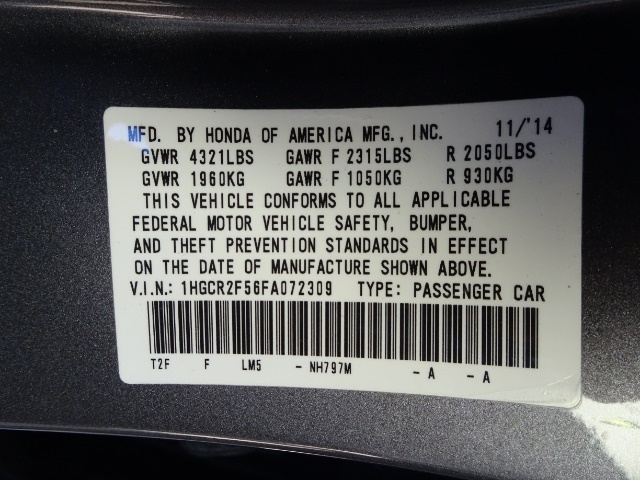 MFD. BY HONDA OF AMERICA MFG., INC. 11/'14
GVWR 4321LBS GAWR F 2315LBS R 2050LBS
GVWR 1960KG GAWR F 1050KG R 930KG
THIS VEHICLE CONFORMS TO ALL APPLICABLE
FEDERAL MOTOR VEHICLE SAFETY, BUMPER,
AND THEFT PREVENTION STANDARDS IN EFFECT
ON THE DATE OF MANUFACTURE SHOWN ABOVE.
V.I.N.: 1HGCR2F56FA072309 TYPE: PASSENGER CAR
T2F F LM5 - NH797M - A - A